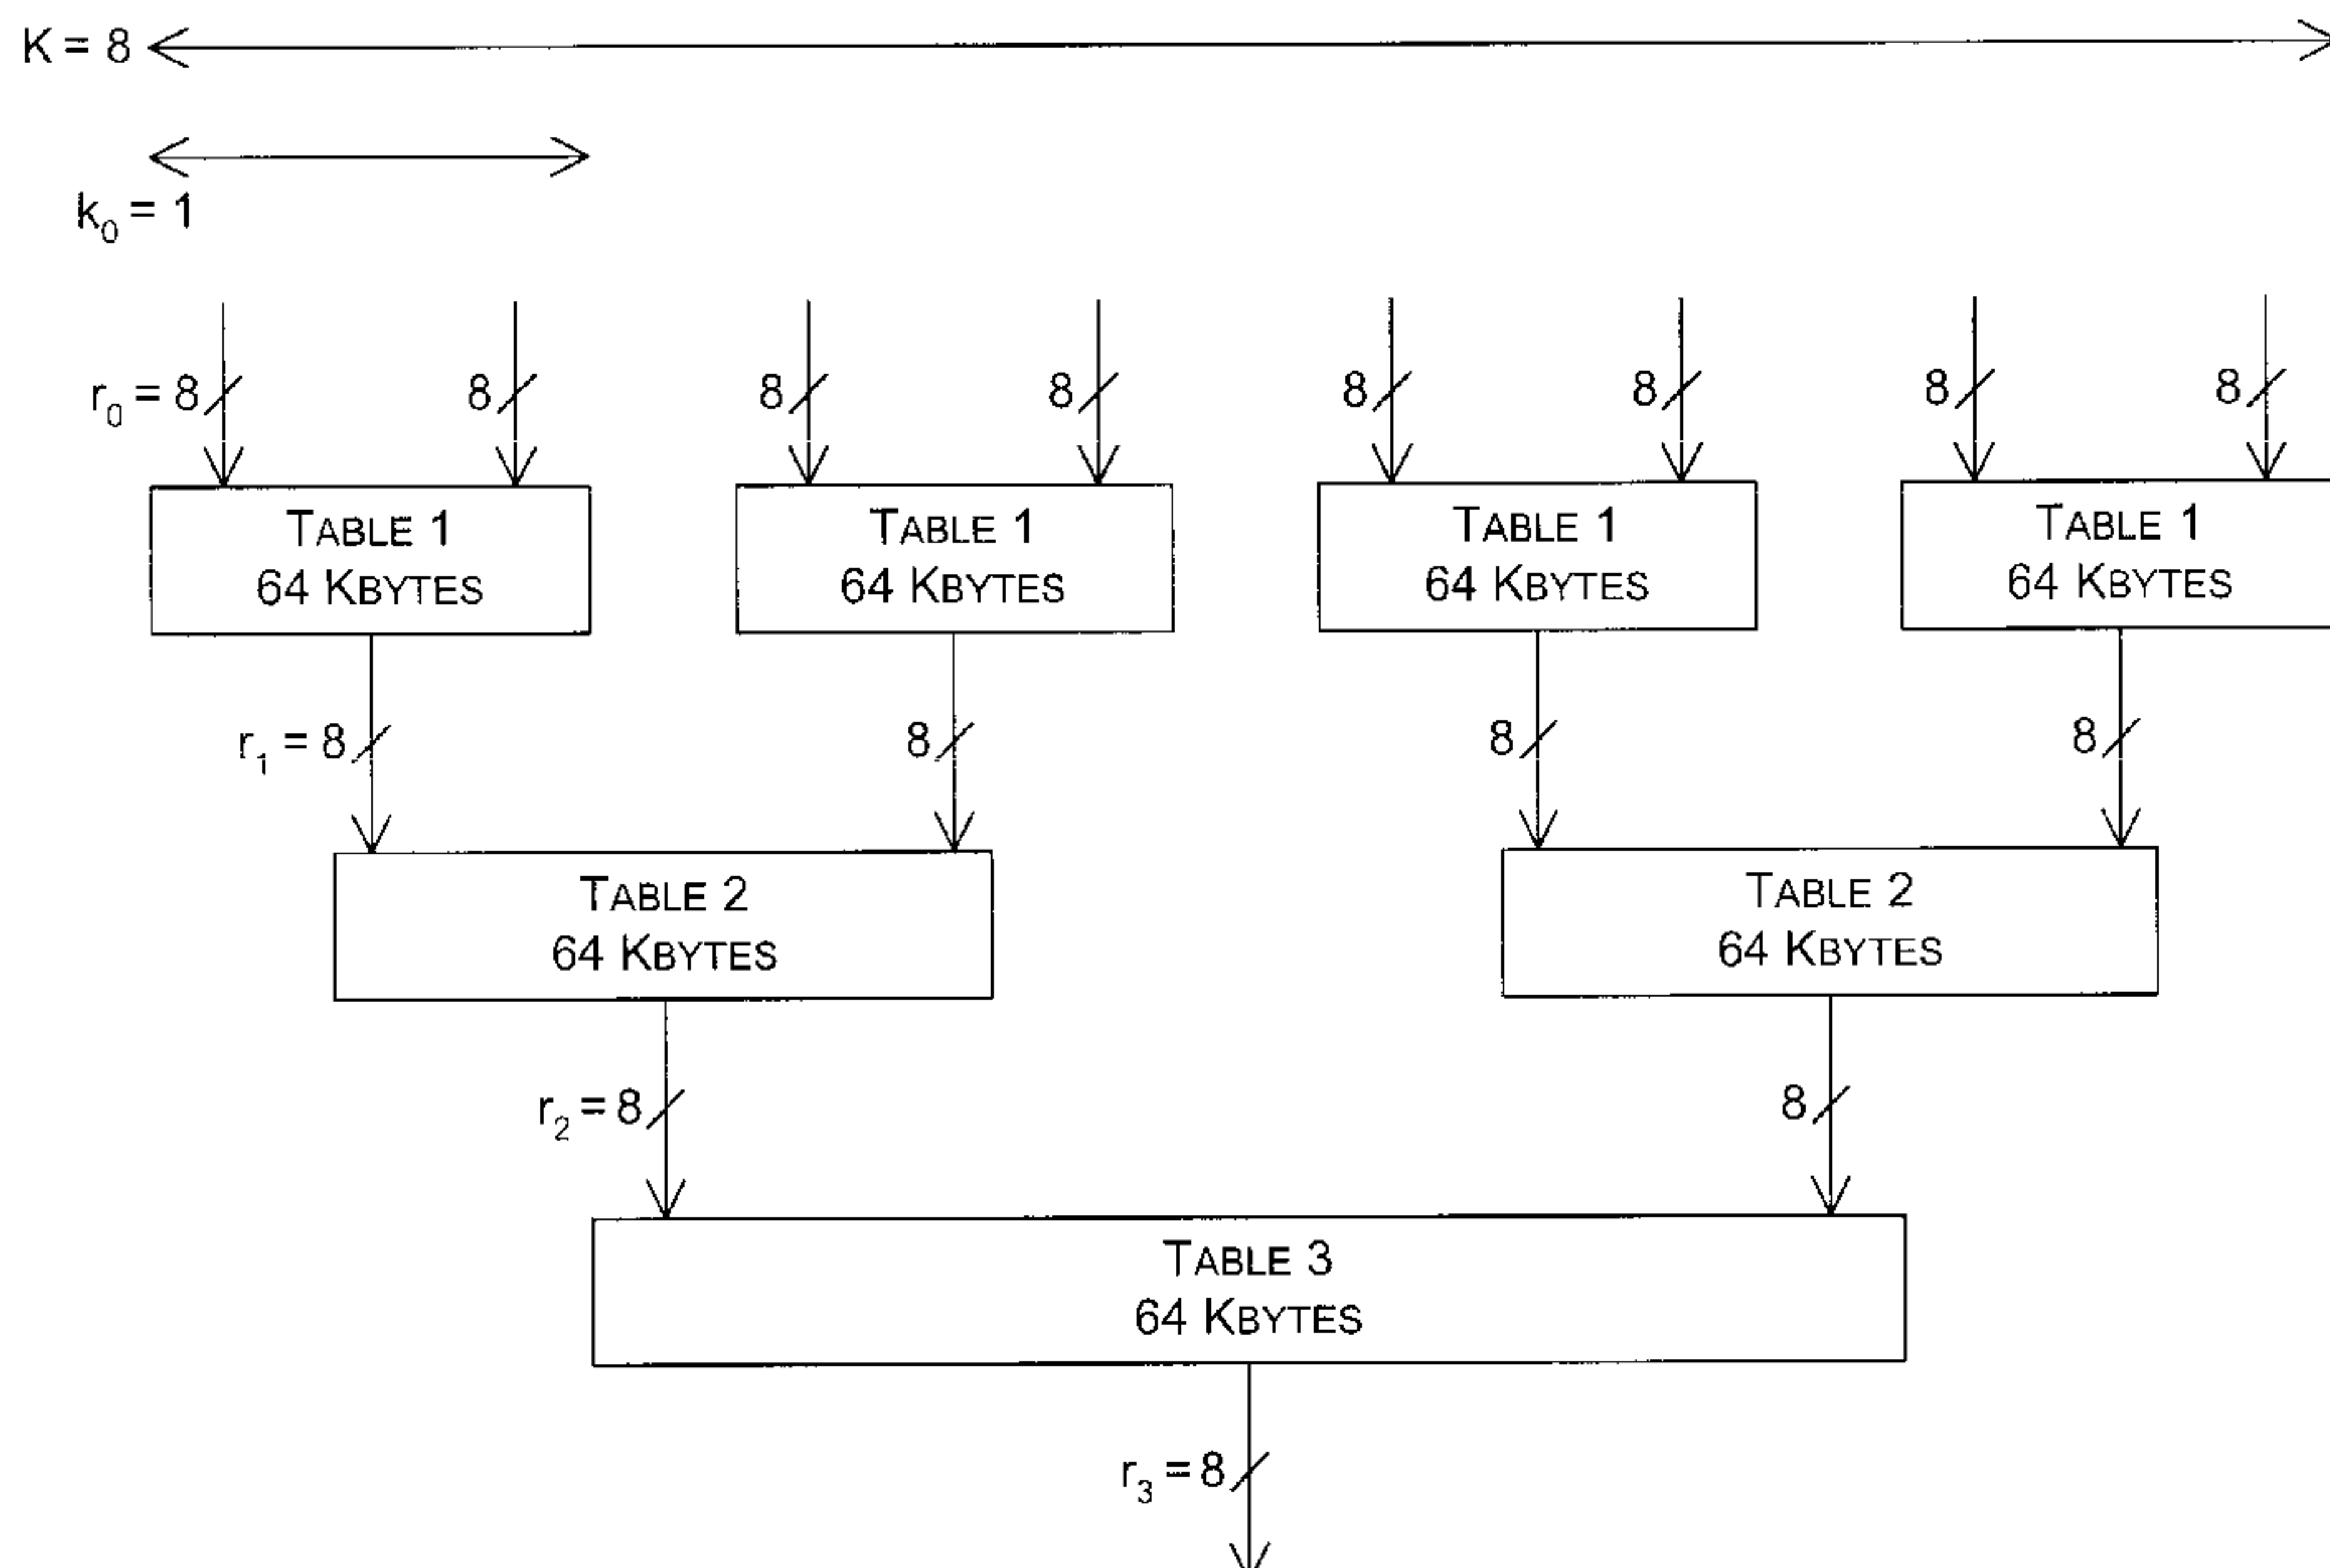 K = 8
k₀ = 1
r₀ = 8 8 8 8 8 8 8 8
TABLE 1 TABLE 1 TABLE 1 TABLE 1
64 KBYTES 64 KBYTES 64 KBYTES 64 KBYTES
r₁ = 8 8 8 8
TABLE 2 TABLE 2
64 KBYTES 64 KBYTES
r₂ = 8 8
TABLE 3
64 KBYTES
r₃ = 8